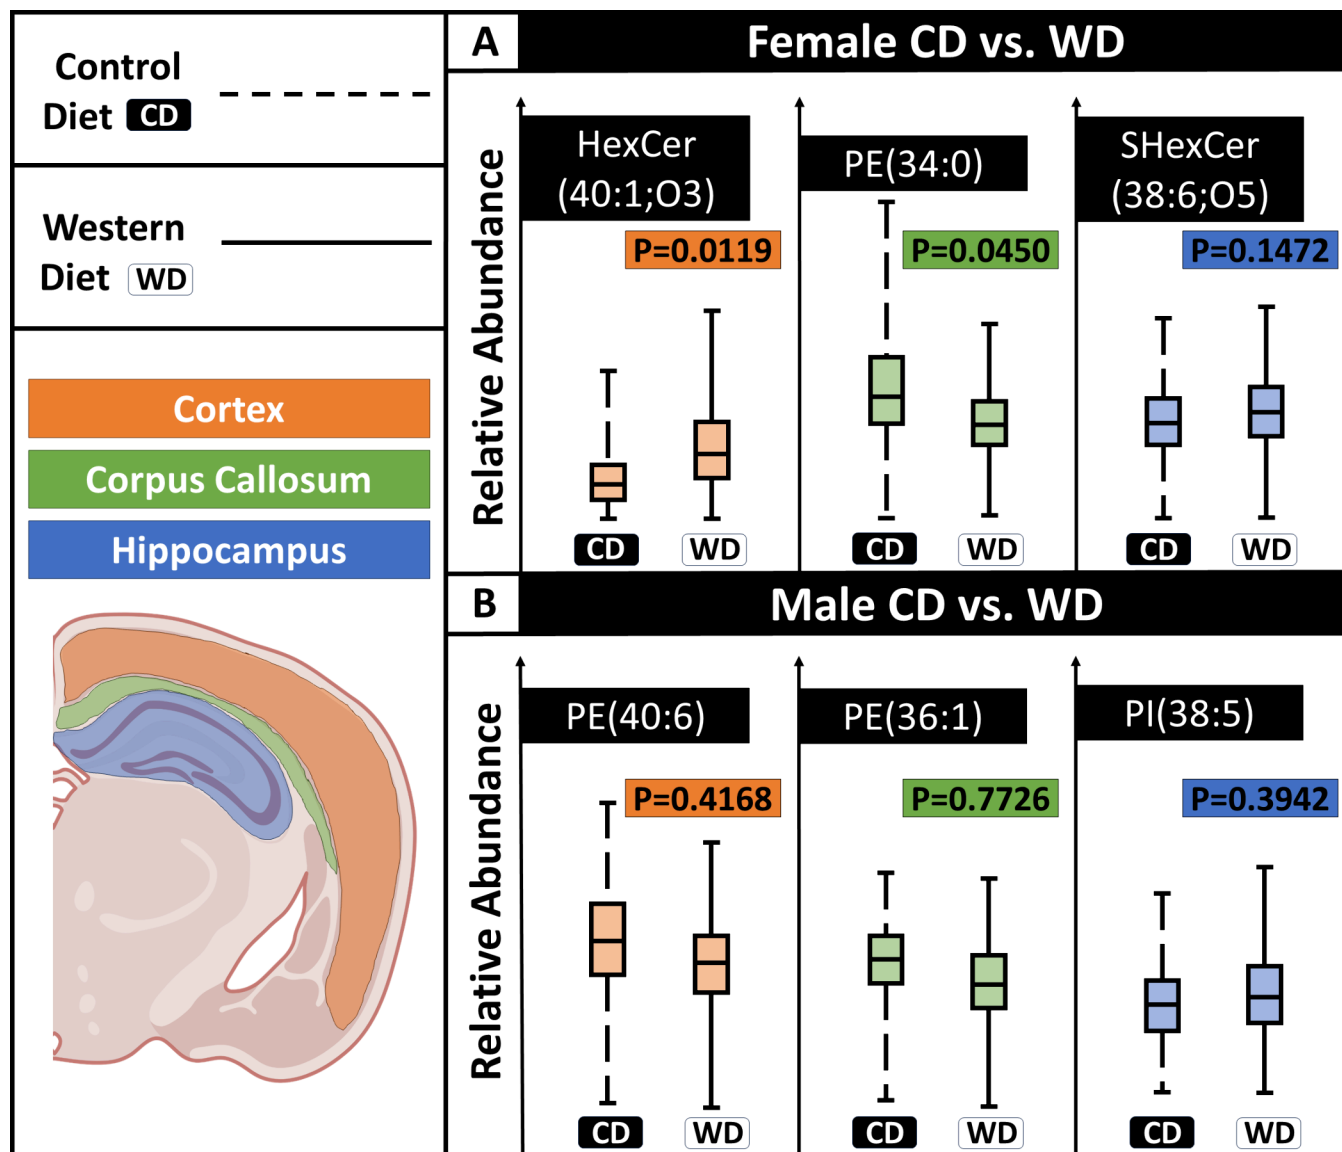 Control
Diet CD
Western
Diet WD
Cortex
Corpus Callosum
Hippocampus
A
Female CD vs. WD
Relative Abundance
HexCer
(40:1;O3)
P=0.0119
CD
WD
PE(34:0)
P=0.0450
CD
WD
SHexCer
(38:6;O5)
P=0.1472
CD
WD
B
Male CD vs. WD
Relative Abundance
PE(40:6)
P=0.4168
CD
WD
PE(36:1)
P=0.7726
CD
WD
PI(38:5)
P=0.3942
CD
WD